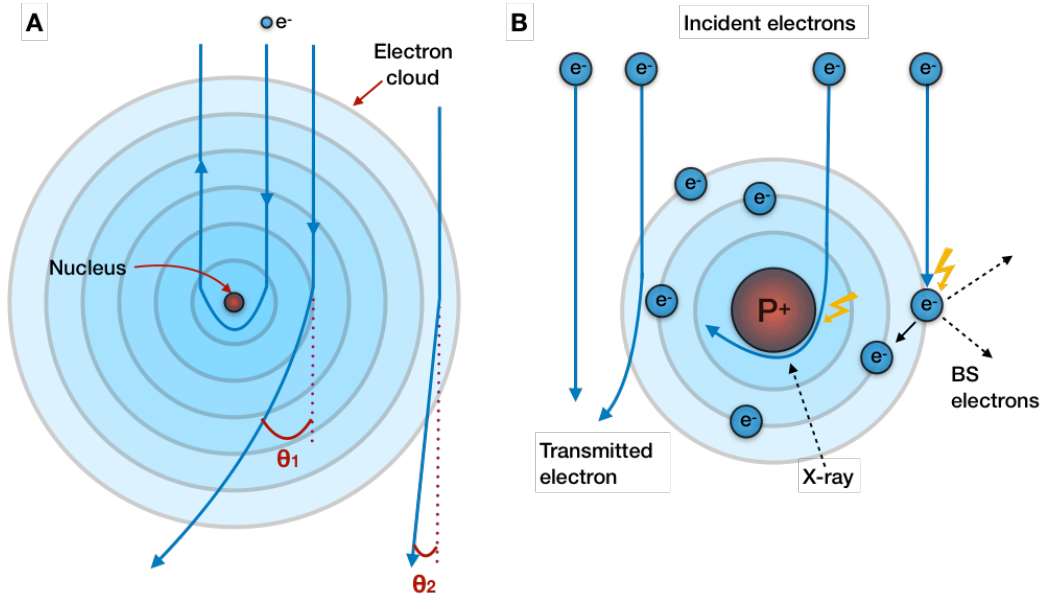 A
e-
Electron
cloud
Nucleus
θ1
θ2
B
Incident electrons
e-
e-
e-
e-
e-
e-
e-
P+
e-
e-
e-
BS
electrons
Transmitted
electron
X-ray